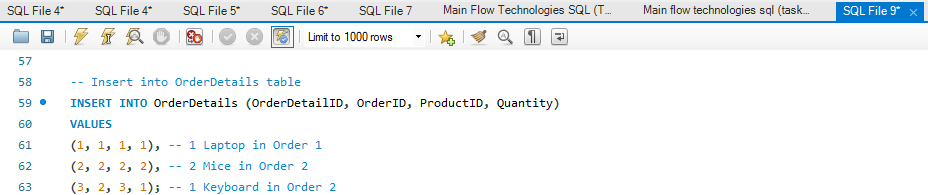 SQL File 4* SQL File 4* SQL File 5* SQL File 6* SQL File 7 Main Flow Technologies SQL (T... Main flow technologies sql (task... SQL File 9* ×
Limit to 1000 rows
57
58 -- Insert into OrderDetails table
59 INSERT INTO OrderDetails (OrderDetailID, OrderID, ProductID, Quantity)
60 VALUES
61 (1, 1, 1, 1), -- 1 Laptop in Order 1
62 (2, 2, 2, 2), -- 2 Mice in Order 2
63 (3, 2, 3, 1); -- 1 Keyboard in Order 2